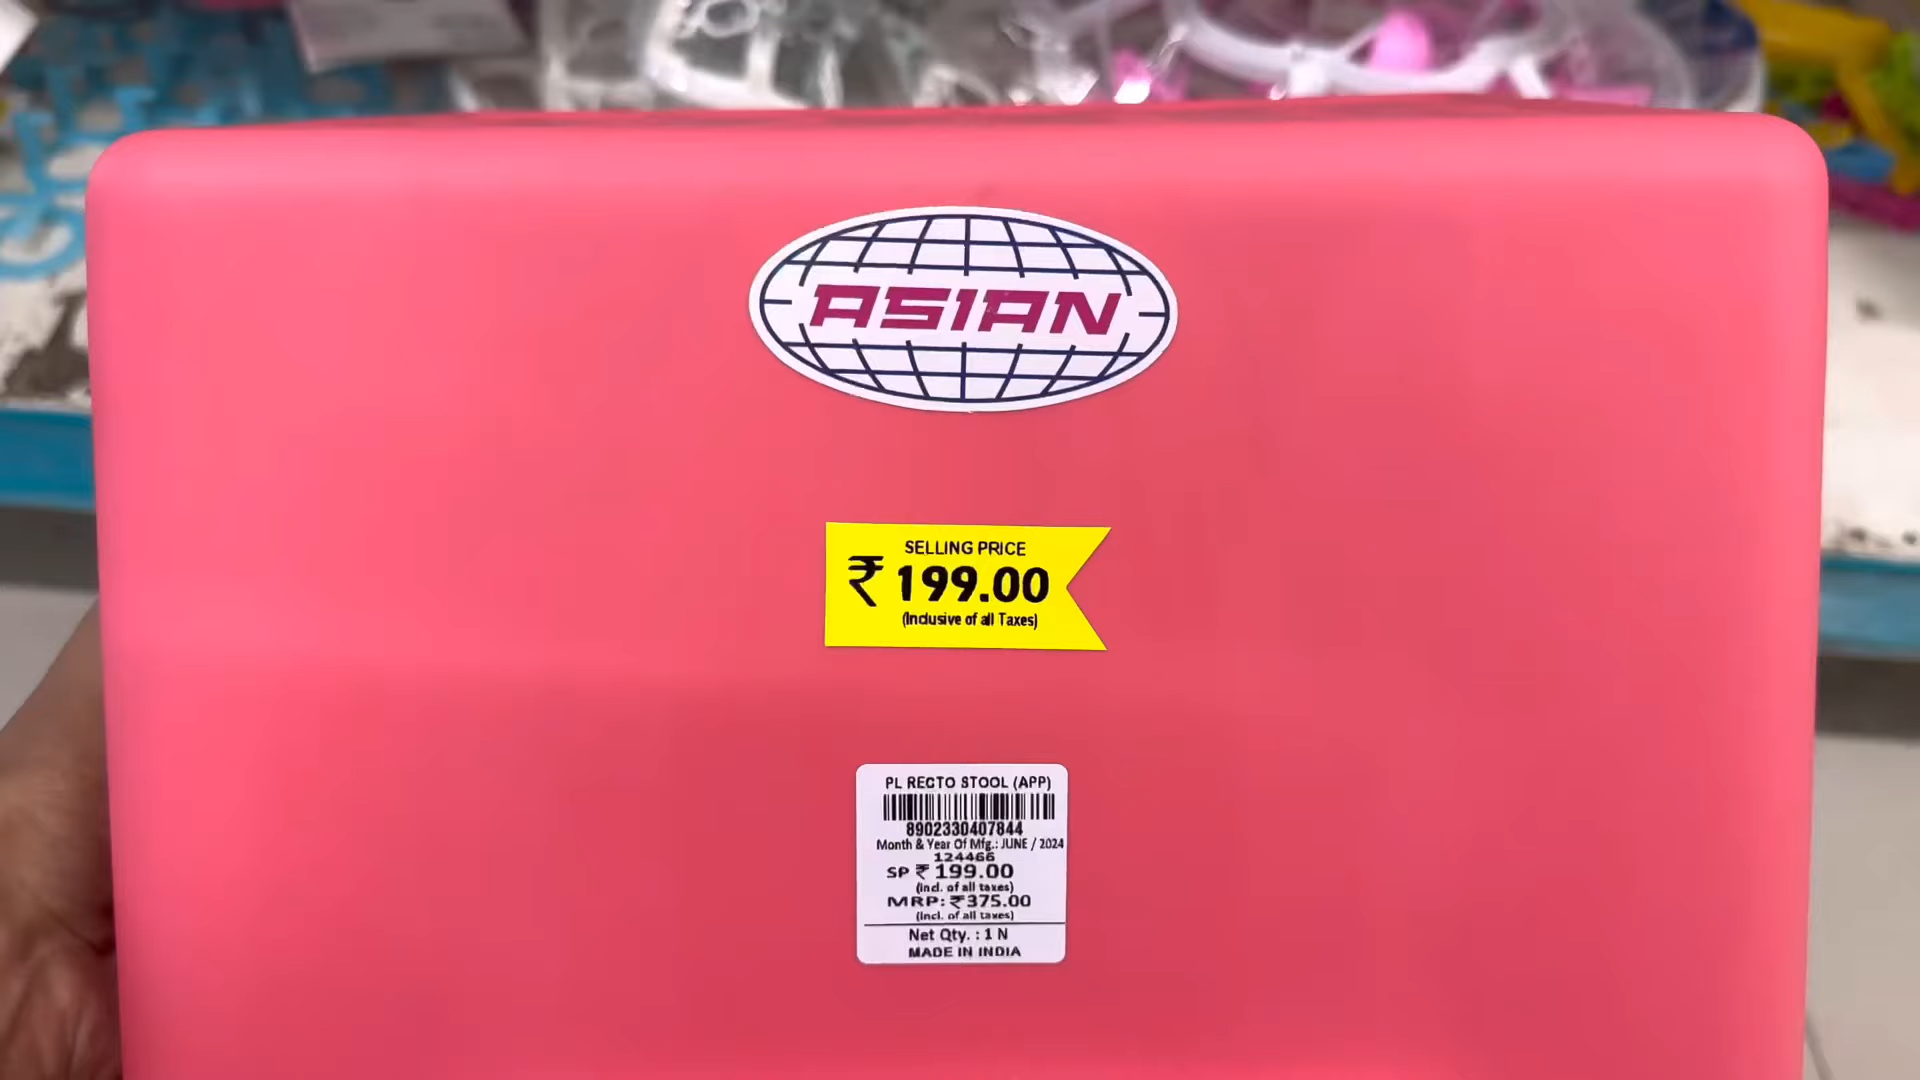 ASIAN
SELLING PRICE
₹ 199.00
(Inclusive of all Taxes)
PL RECTO STOOL (APP)
8902330407844
Month & Year Of Mfg.: JUNE / 2024
124466
SP ₹ 199.00
(Incl. of all taxes)
MRP: ₹375.00
(Incl. of all taxes)
Net Qty. : 1 N
MADE IN INDIA